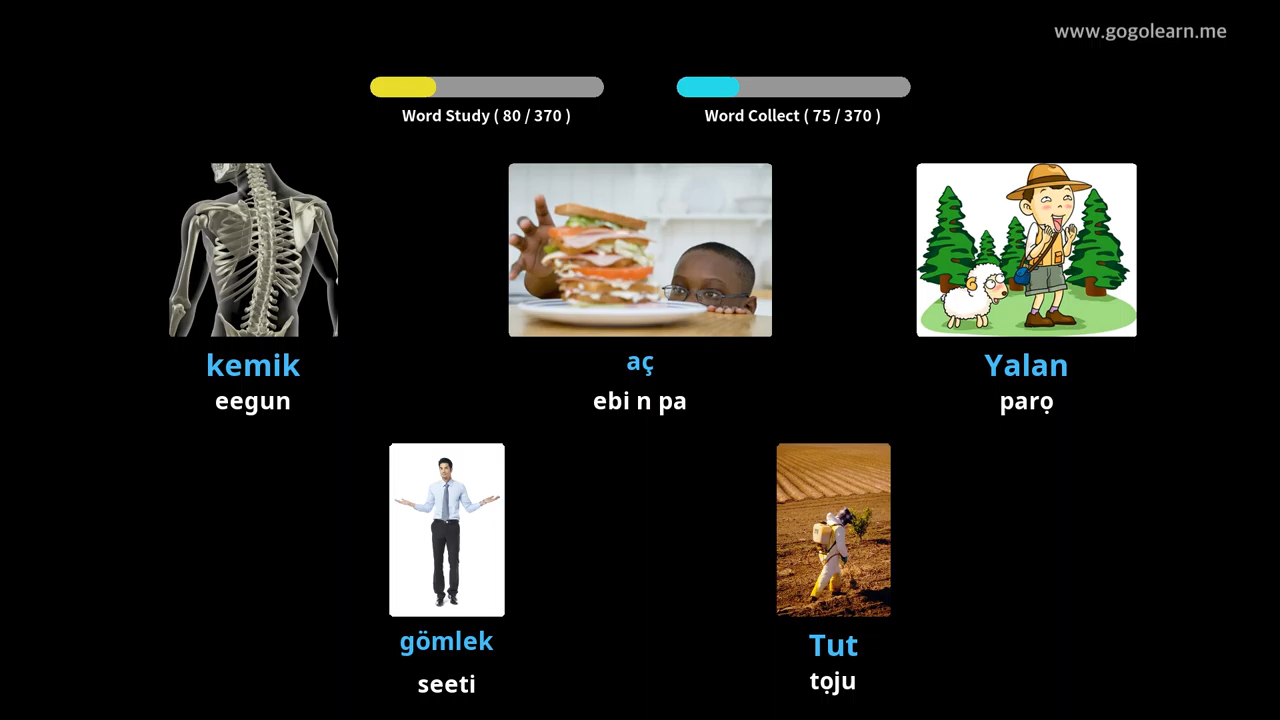 www.gogolearn.me
Word Study ( 80 / 370 )
Word Collect ( 75 / 370 )
kemik
eegun
aç
ebi n pa
Yalan
parọ
gömlek
seeti
Tut
tọju